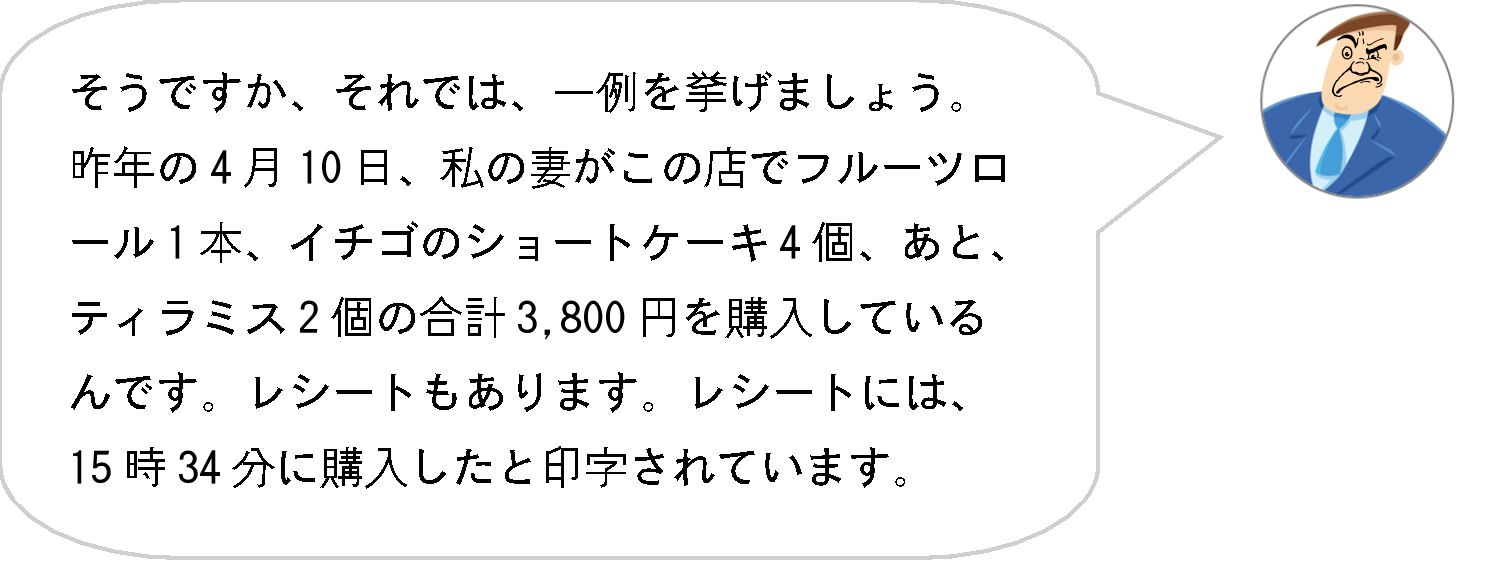 そうですか、それでは、一例を挙げましょう。
昨年の4月10日、私の妻がこの店でフルーツロ
ール1本、イチゴのショートケーキ4個、あと、
ティラミス2個の合計3,800円を購入している
んです。レシートもあります。レシートには、
15時34分に購入したと印字されています。